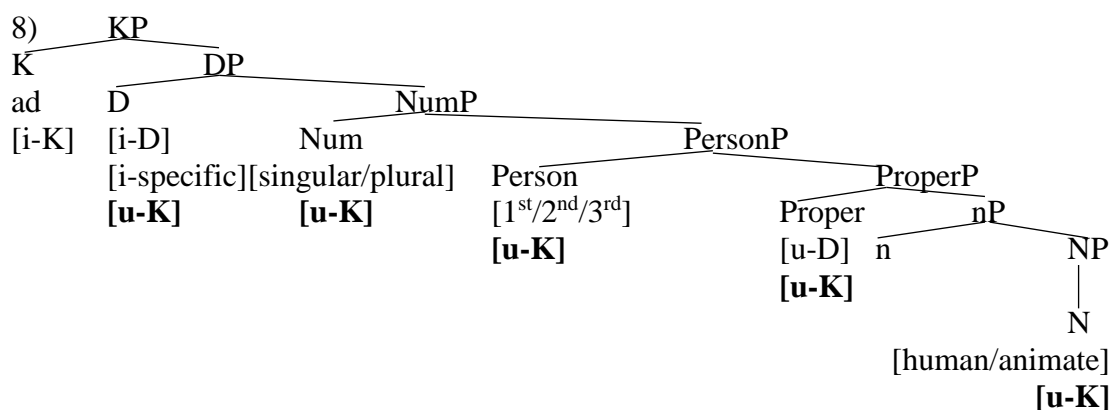 8) KP
K DP
ad D NumP
[i-K] [i-D] Num PersonP
[i-specific][singular/plural] Person ProperP
[u-K] [u-K] [1st/2nd/3rd] Proper nP
[u-K] [u-D] n NP
[u-K]
N
[human/animate]
[u-K]